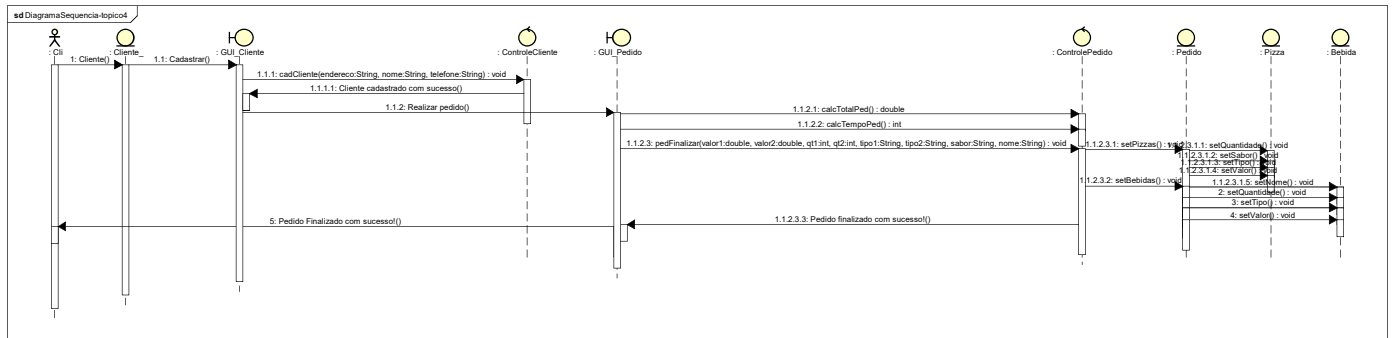 sd DiagramaSequencia-topico4
: Cli
: Cliente_
: GUI_Cliente
: ControleCliente
: GUI_Pedido
: ControlePedido
: Pedido
: Pizza
: Bebida
1: Cliente()
1.1: Cadastrar()
1.1.1: cadCliente(endereco:String, nome:String, telefone:String) : void
1.1.1.1: Cliente cadastrado com sucesso()
1.1.2: Realizar pedido()
1.1.2.1: calcTotalPed() : double
1.1.2.2: calcTempoPed() : int
1.1.2.3: pedFinalizar(valor1:double, valor2:double, qt1:int, qt2:int, tipo1:String, tipo2:String, sabor:String, nome:String) : void
1.1.2.3.1: setPizzas() : void
1.1.2.3.1.1: setQuantidade() : void
1.1.2.3.1.2: setSabor() : void
1.1.2.3.1.3: setTipo() : void
1.1.2.3.1.4: setValor() : void
1.1.2.3.2: setBebidas() : void
1.1.2.3.1.5: setNome() : void
2: setQuantidade() : void
3: setTipo() : void
4: setValor() : void
1.1.2.3.3: Pedido finalizado com sucesso!()
5: Pedido Finalizado com sucesso!()